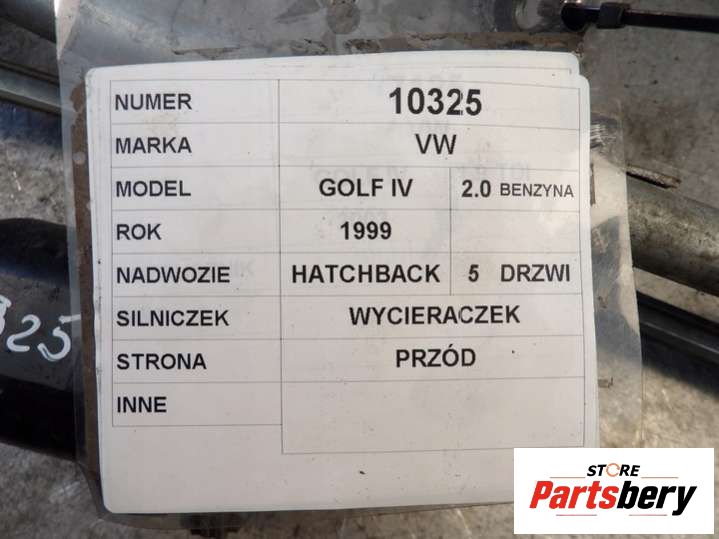 NUMER 10325
MARKA VW
MODEL GOLF IV 2.0 BENZYNA
ROK 1999
NADWOZIE HATCHBACK 5 DRZWI
SILNICZEK WYCIERACZEK
STRONA PRZÓD
INNE
325
STORE
Partsbery